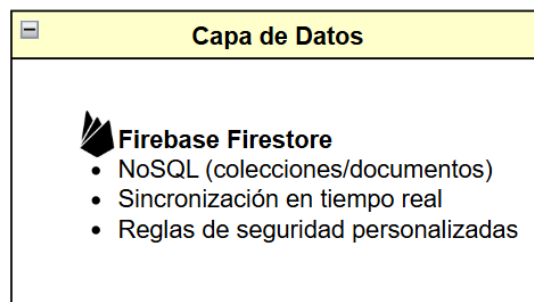 Capa de Datos
Firebase Firestore
• NoSQL (colecciones/documentos)
• Sincronización en tiempo real
• Reglas de seguridad personalizadas